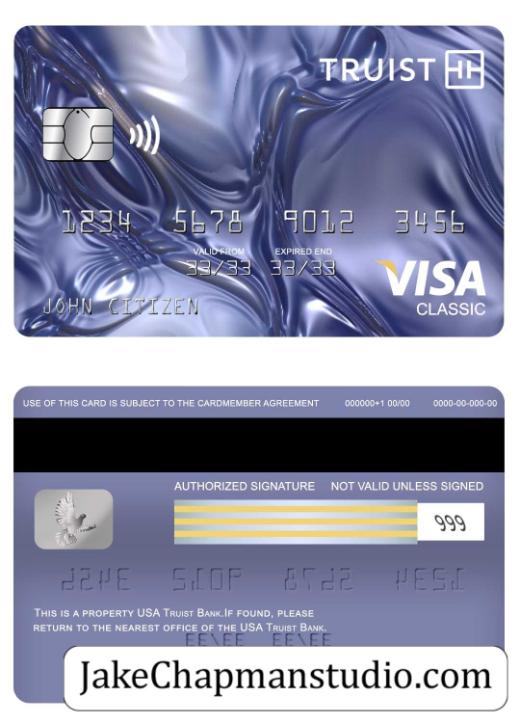 TRUIST
1234 5678 9012 3456
VALID FROM EXPIRED END
33/33 33/33
VISA
JOHN CITIZEN
CLASSIC
USE OF THIS CARD IS SUBJECT TO THE CARDMEMBER AGREEMENT 000000+1 00/00 0000-00-000-00
AUTHORIZED SIGNATURE NOT VALID UNLESS SIGNED
999
THIS IS A PROPERTY USA TRUIST BANK.IF FOUND, PLEASE
RETURN TO THE NEAREST OFFICE OF THE USA TRUIST BANK.
JakeChapmanstudio.com